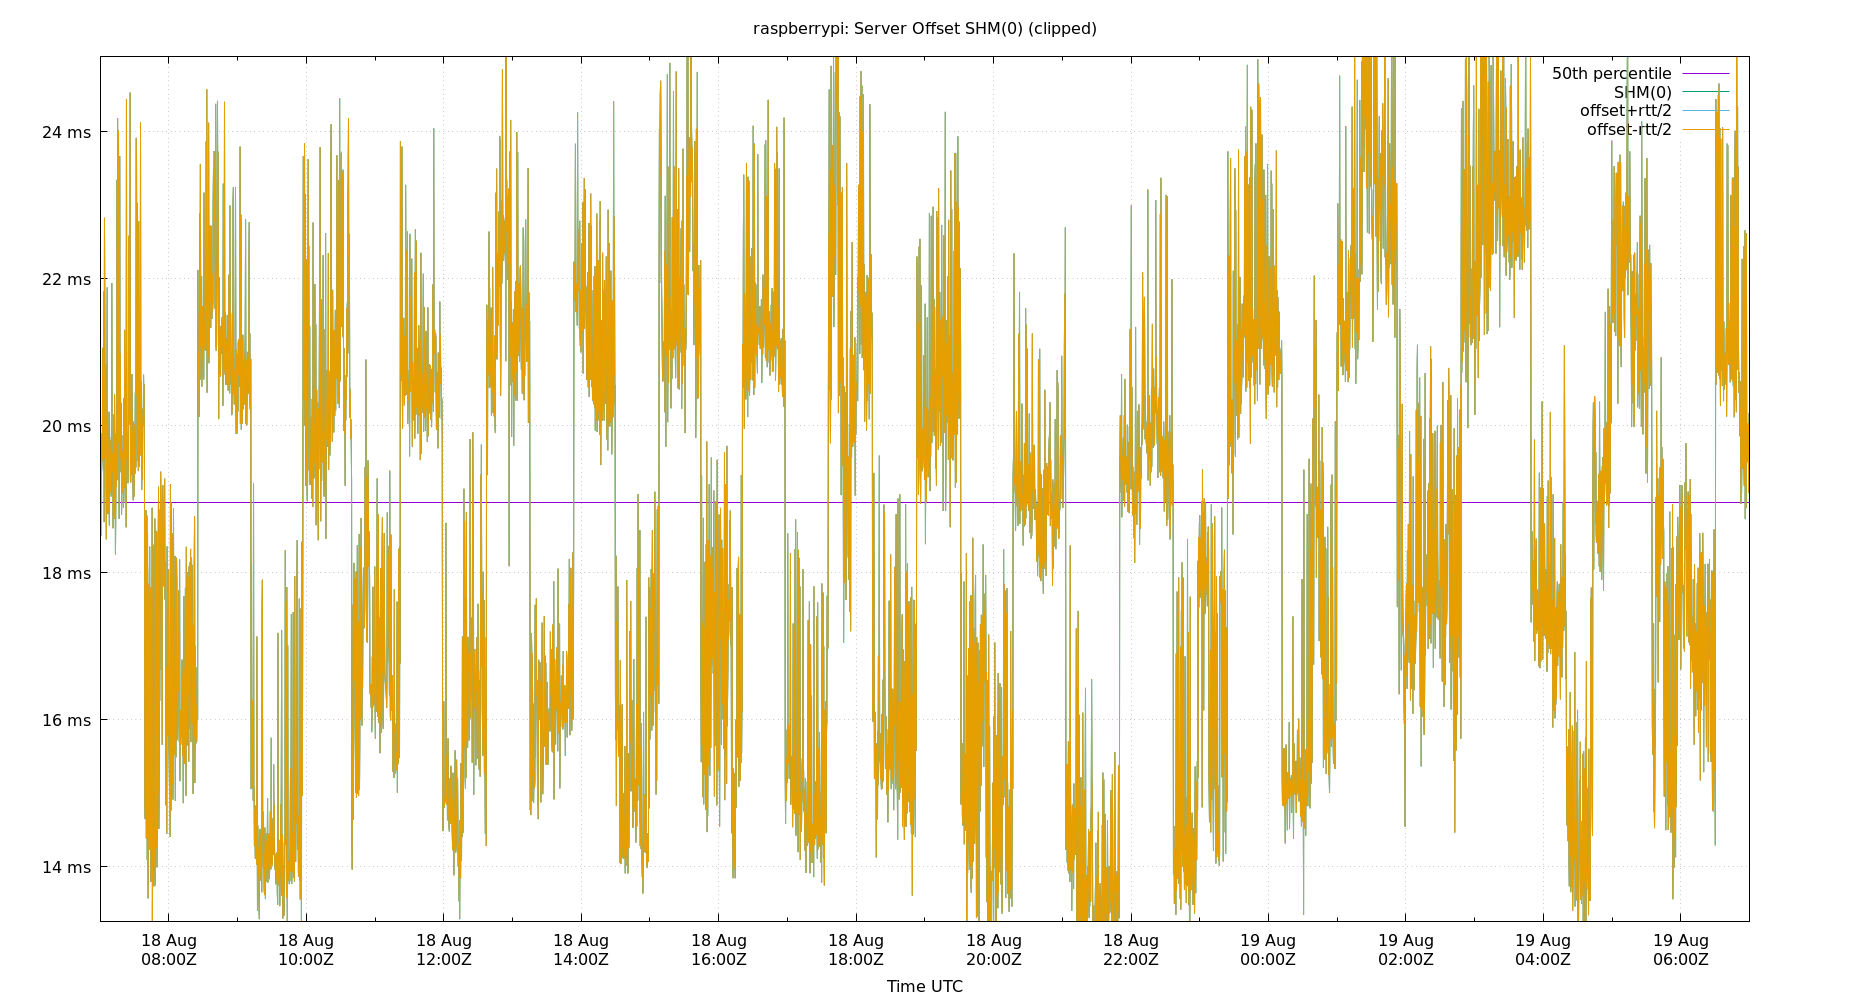 raspberrypi: Server Offset SHM(0) (clipped)
50th percentile
SHM(0)
offset+rtt/2
offset-rtt/2
24 ms
22 ms
20 ms
18 ms
16 ms
14 ms
18 Aug 18 Aug 18 Aug 18 Aug 18 Aug 18 Aug 18 Aug 18 Aug 19 Aug 19 Aug 19 Aug 19 Aug
08:00Z 10:00Z 12:00Z 14:00Z 16:00Z 18:00Z 20:00Z 22:00Z 00:00Z 02:00Z 04:00Z 06:00Z
Time UTC